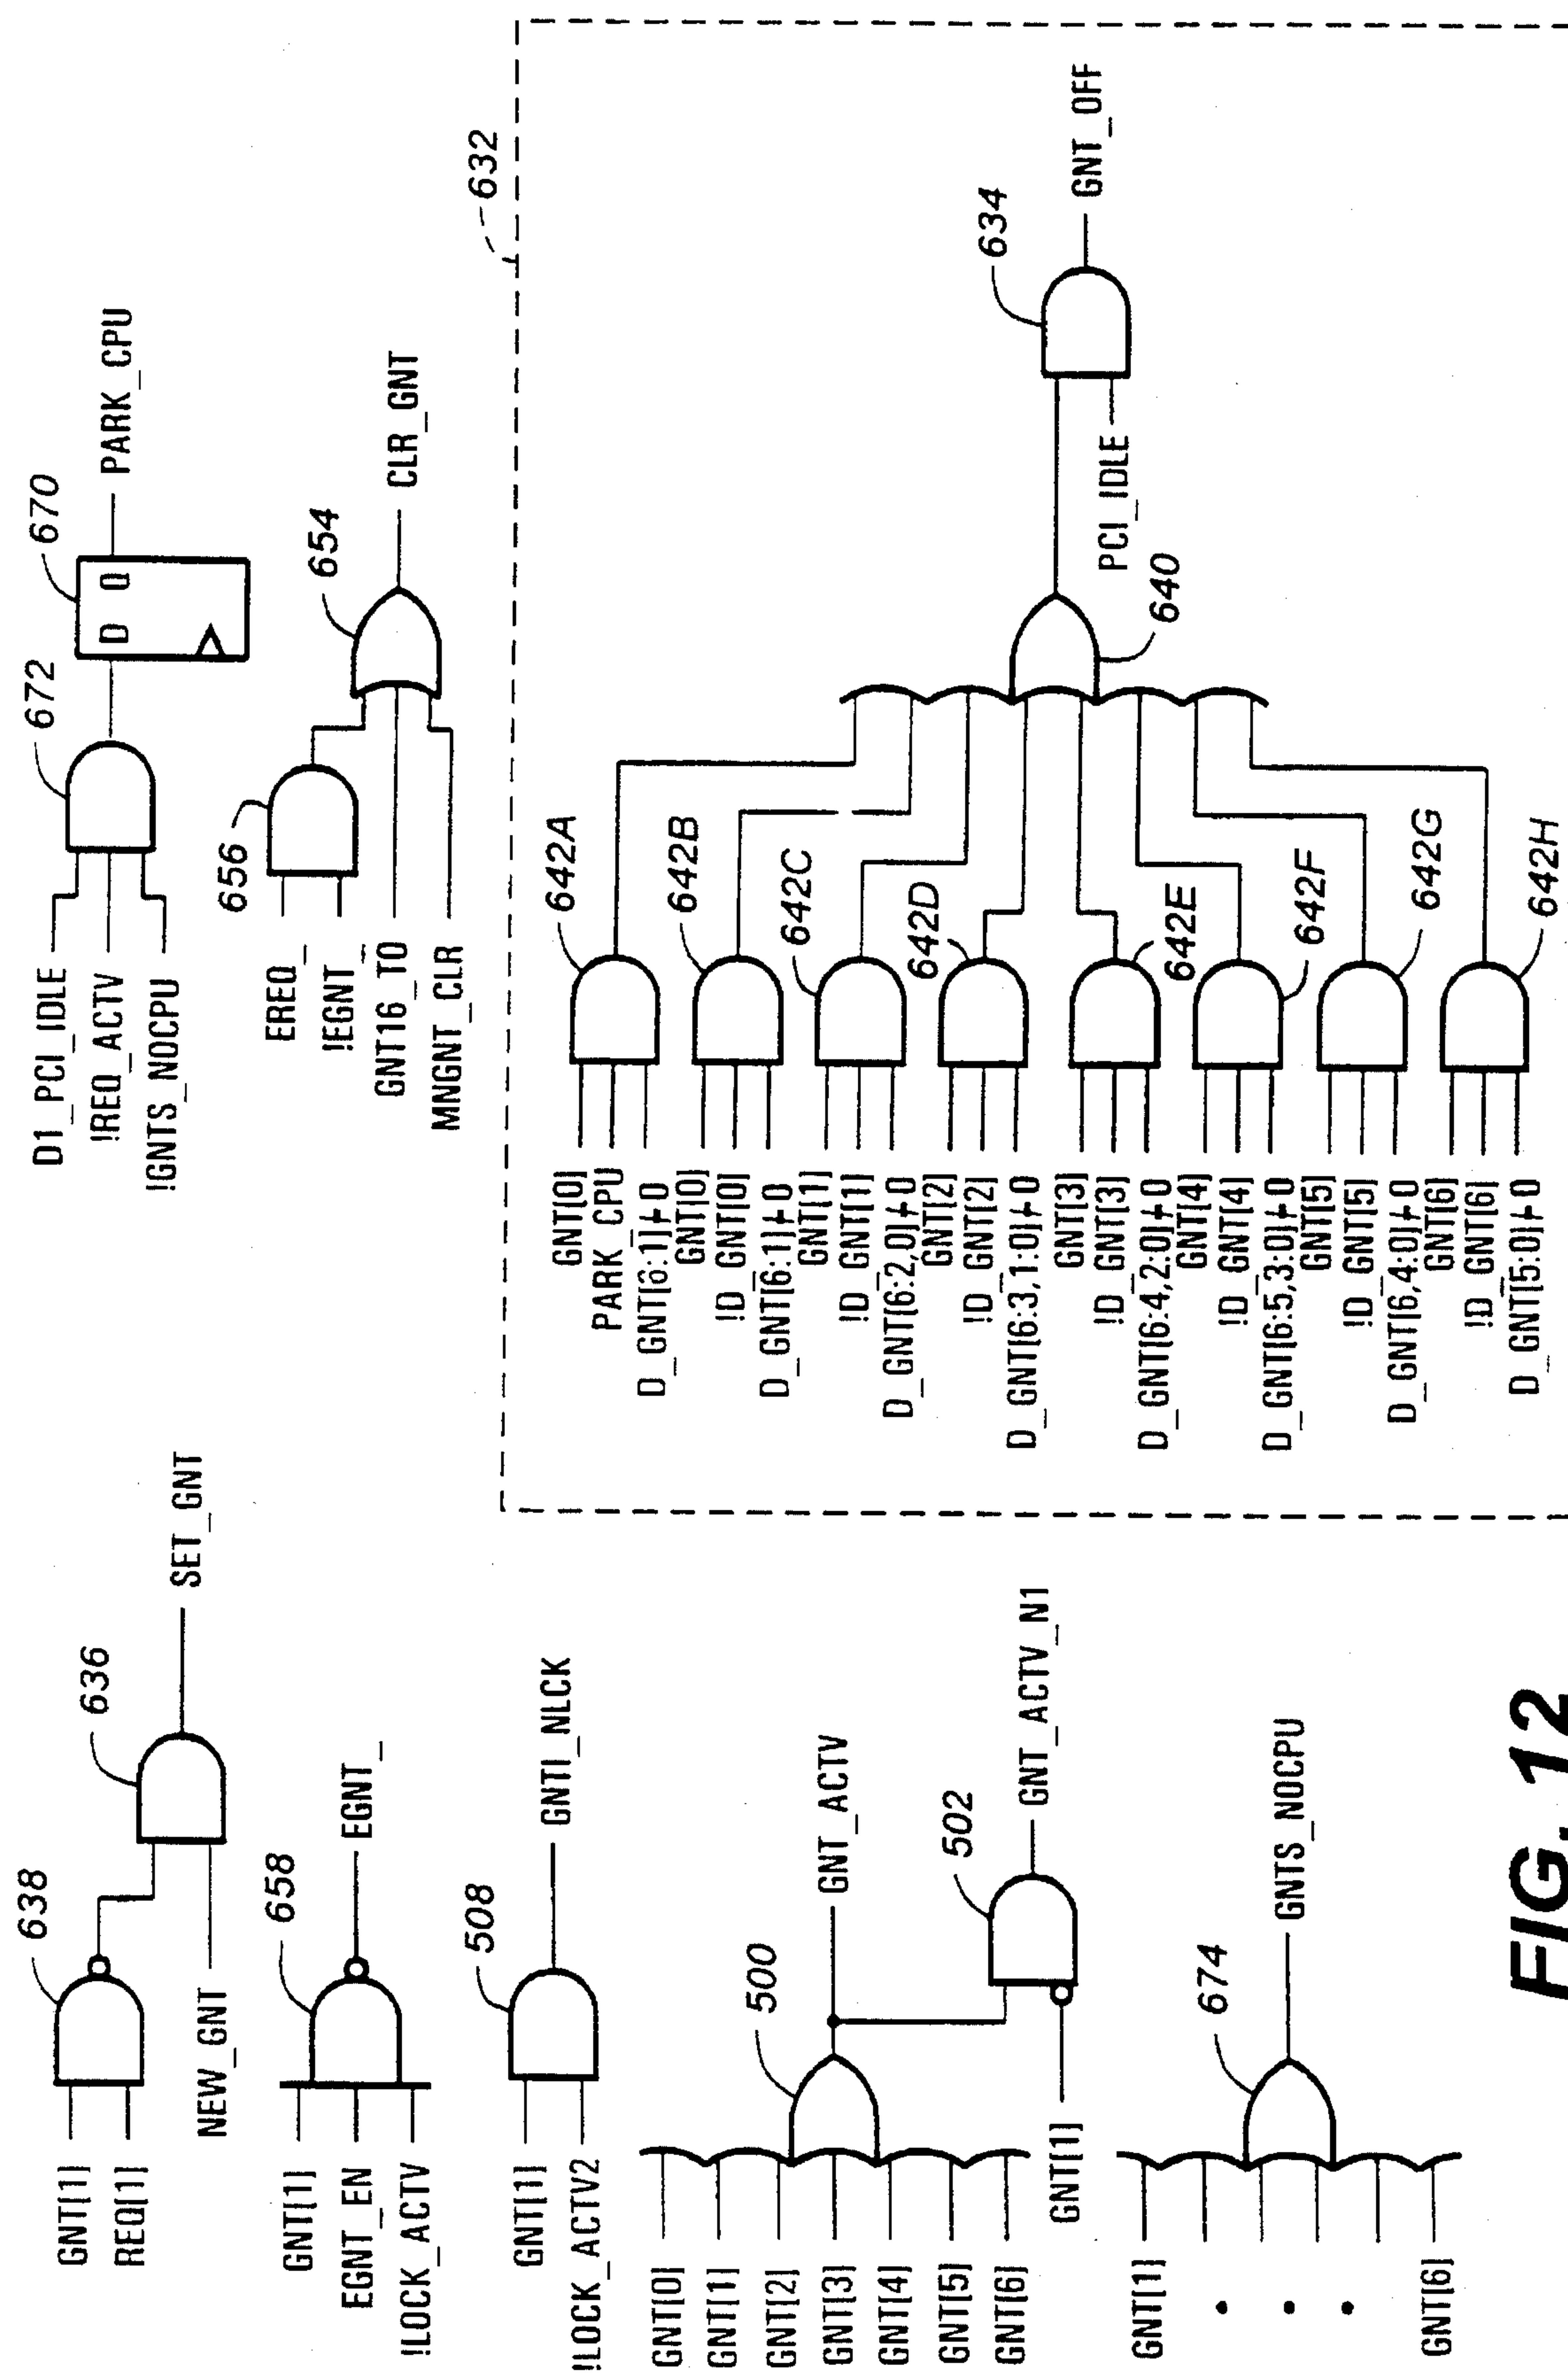 GNT[1]
REQ[1]
638
NEW_GNT
636
SET_GNT
GNT[1]
EGNT_EN
!LOCK_ACTV
658
EGNT_
GNT[1]
!LOCK_ACTV2
508
GNTI_NLCK
GNT[0]
GNT[1]
GNT[2]
GNT[3]
GNT[4]
GNT[5]
GNT[6]
500
GNT_ACTV
GNT[1]
502
GNT_ACTV_N1
GNT[1]
GNT[6]
674
GNTS_NOCPU
D1_PCI_IDLE
!REQ_ACTV
!GNTS_NOCPU
672
D Q
670
PARK_CPU
EREQ_
!EGNT_
GNT16_TO
MNGNT_CLR
656
654
CLR_GNT
632
GNT[0]
PARK_CPU
D_GNT[6:1]≠0
642A
GNT[0]
!D_GNT[0]
D_GNT[6:1]≠0
642B
GNT[1]
!D_GNT[1]
D_GNT[6:2,0]≠0
642C
GNT[2]
!D_GNT[2]
D_GNT[6:3,1:0]≠0
642D
GNT[3]
!D_GNT[3]
D_GNT[6:4,2:0]≠0
642E
GNT[4]
!D_GNT[4]
D_GNT[6:5,3:0]≠0
642F
GNT[5]
!D_GNT[5]
D_GNT[6,4:0]≠0
642G
GNT[6]
!D_GNT[6]
D_GNT[5:0]≠0
642H
640
PCI_IDLE
634
GNT_OFF
FIG. 12